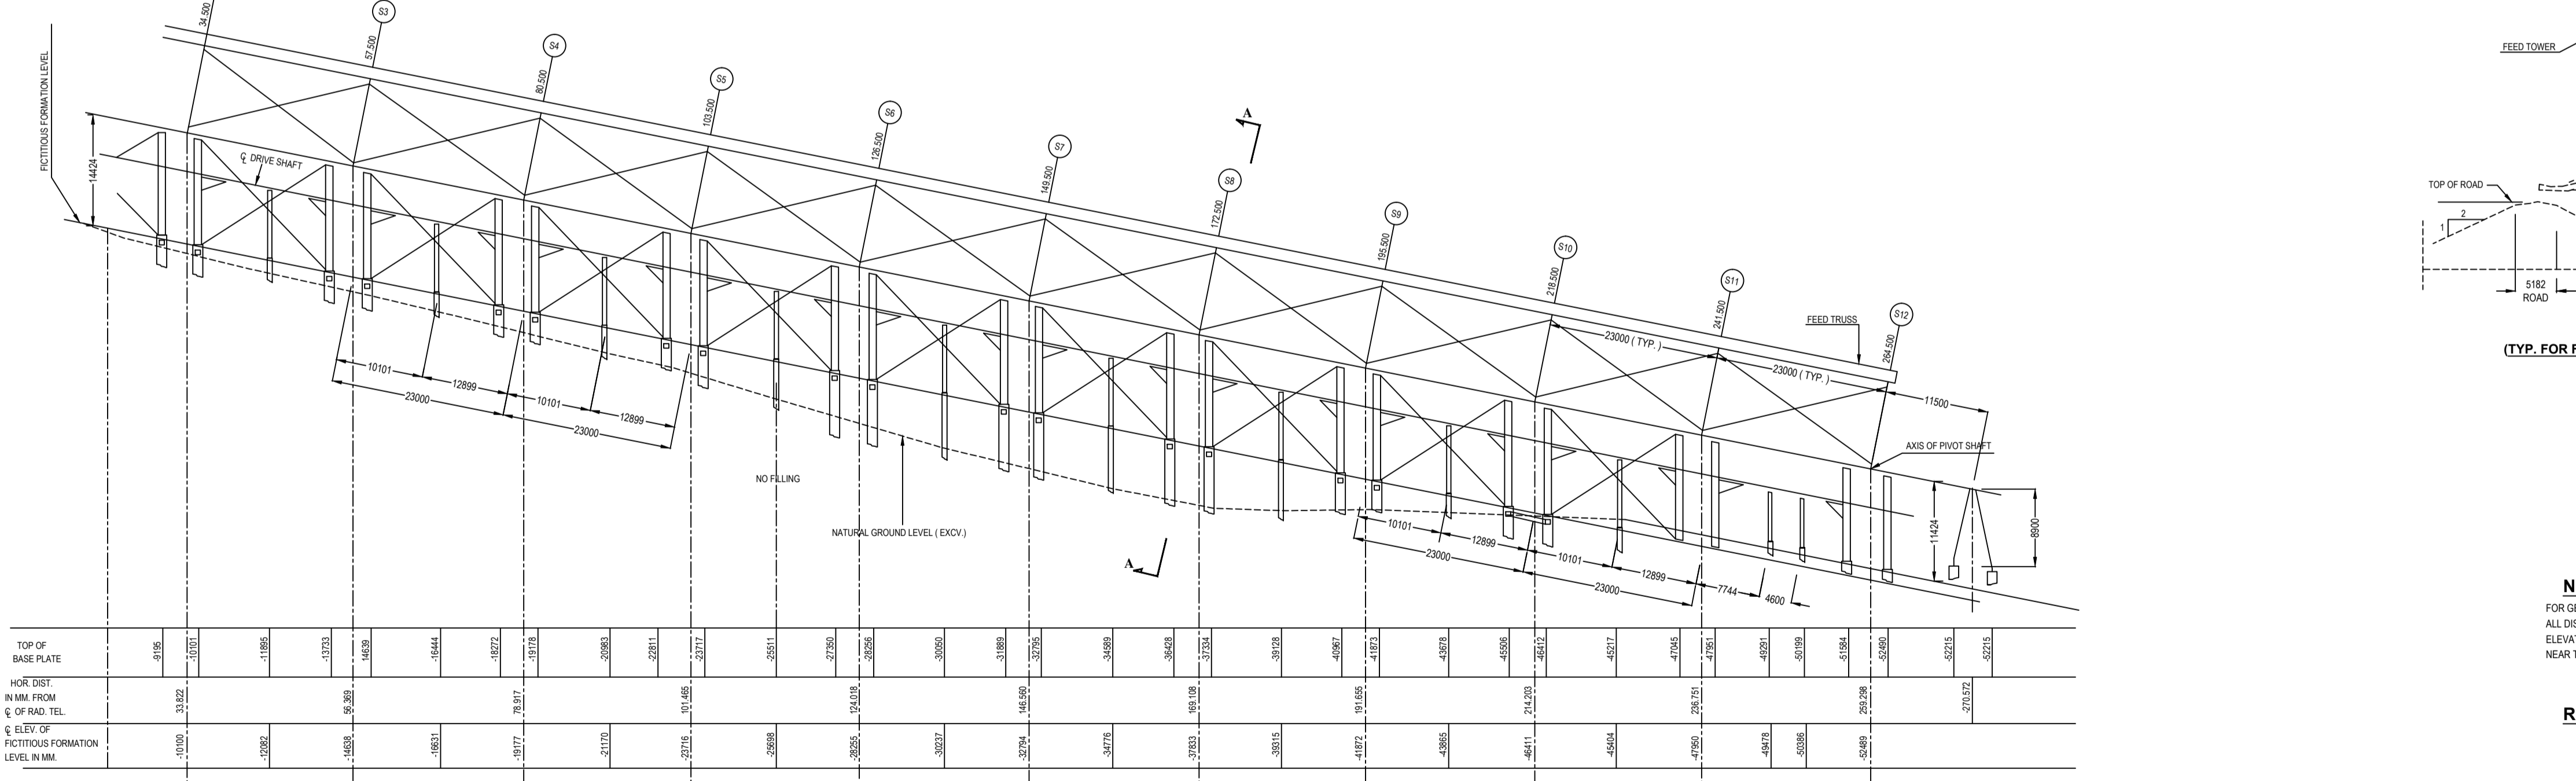 34.500
S3
57.500
S4
80.500
S5
103.500
S6
126.500
S7
149.500
S8
172.500
S9
195.500
S10
218.500
S11
241.500
S12
264.500
FICTITIOUS FORMATION LEVEL
14424
℄ DRIVE SHAFT
A
A
FEED TRUSS
23000 ( TYP. )
23000 ( TYP. )
11500
AXIS OF PIVOT SHAFT
10101
12899
10101
12899
23000
23000
NO FILLING
NATURAL GROUND LEVEL ( EXCV.)
10101
12899
10101
12899
7744
4600
23000
23000
11424
8900
FEED TOWER
TOP OF ROAD
2
1
5182
ROAD
(TYP. FOR
TOP OF
BASE PLATE
-9195
-10101
-11895
-13733
14639
-16444
-18272
-19178
-20983
-22811
-23717
-25511
-27350
-28256
-30050
-31889
-32795
-34589
-36428
-37334
-39128
-40967
-41873
-43678
-45506
-46412
-45217
-47045
-47951
-49291
-50199
-51584
-52490
-52215
-52215
HOR. DIST.
IN MM. FROM
℄ OF RAD. TEL.
33.822
56.369
78.917
101.465
124.018
146.560
169.108
191.655
214.203
236.751
259.298
-270.572
℄ ELEV. OF
FICTITIOUS FORMATION
LEVEL IN MM.
-10100
-12082
-14638
-16631
-19177
-21170
-23716
-25698
-28255
-30237
-32794
-34776
-37833
-39315
-41872
-43865
-46411
-45404
-47950
-49478
-50386
-52489
N
FOR G
ALL DIS
ELEVA
NEAR T
R